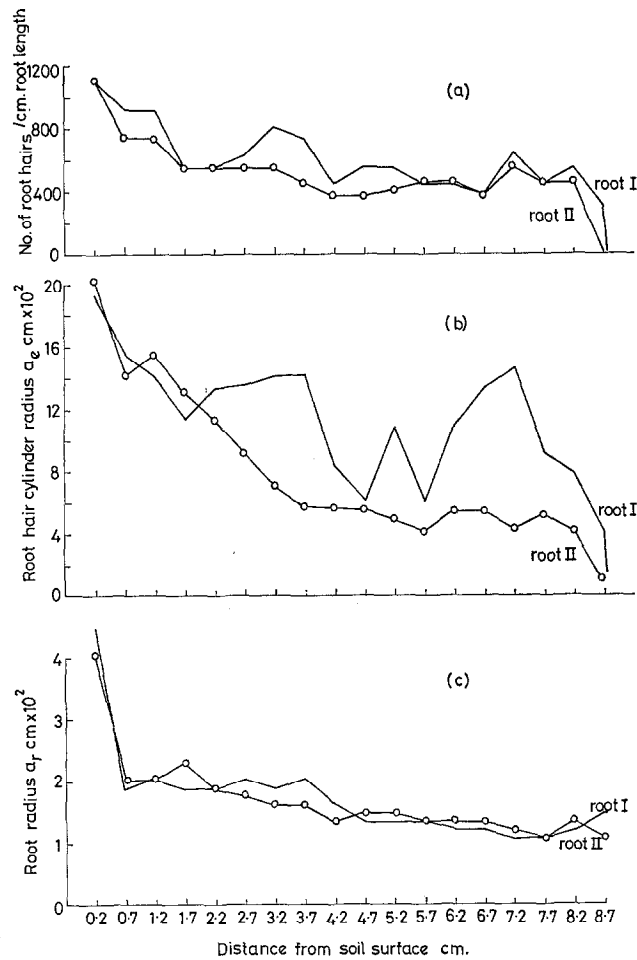 No. of root hairs / cm. root length
1200
800
400
0
(a)
root I
root II
Root hair cylinder radius aₑ cm × 10²
20
16
12
8
4
0
(b)
root I
root II
Root radius aᵣ cm × 10²
4
3
2
1
0
(c)
root I
root II
0·2 0·7 1·2 1·7 2·2 2·7 3·2 3·7 4·2 4·7 5·2 5·7 6·2 6·7 7·2 7·7 8·2 8·7
Distance from soil surface cm.